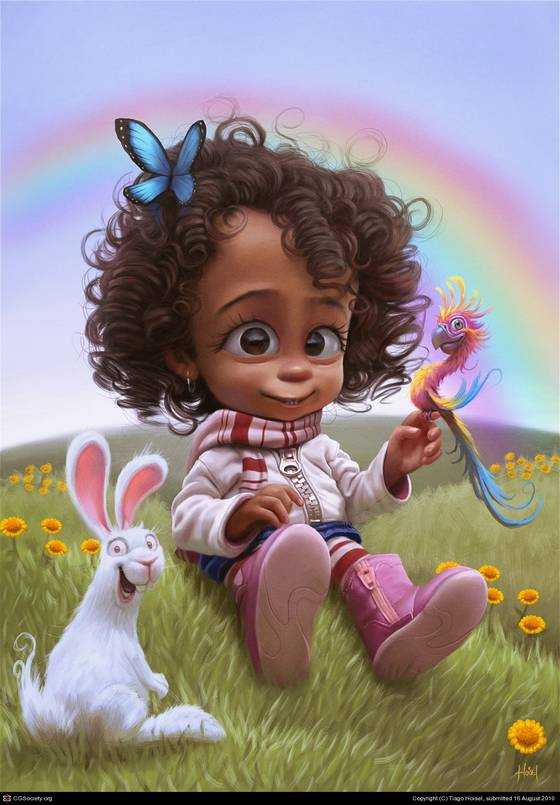 Hoisel
CGSociety.org
Copyright (C) Tiago Hoisel, submitted 16 August 2010